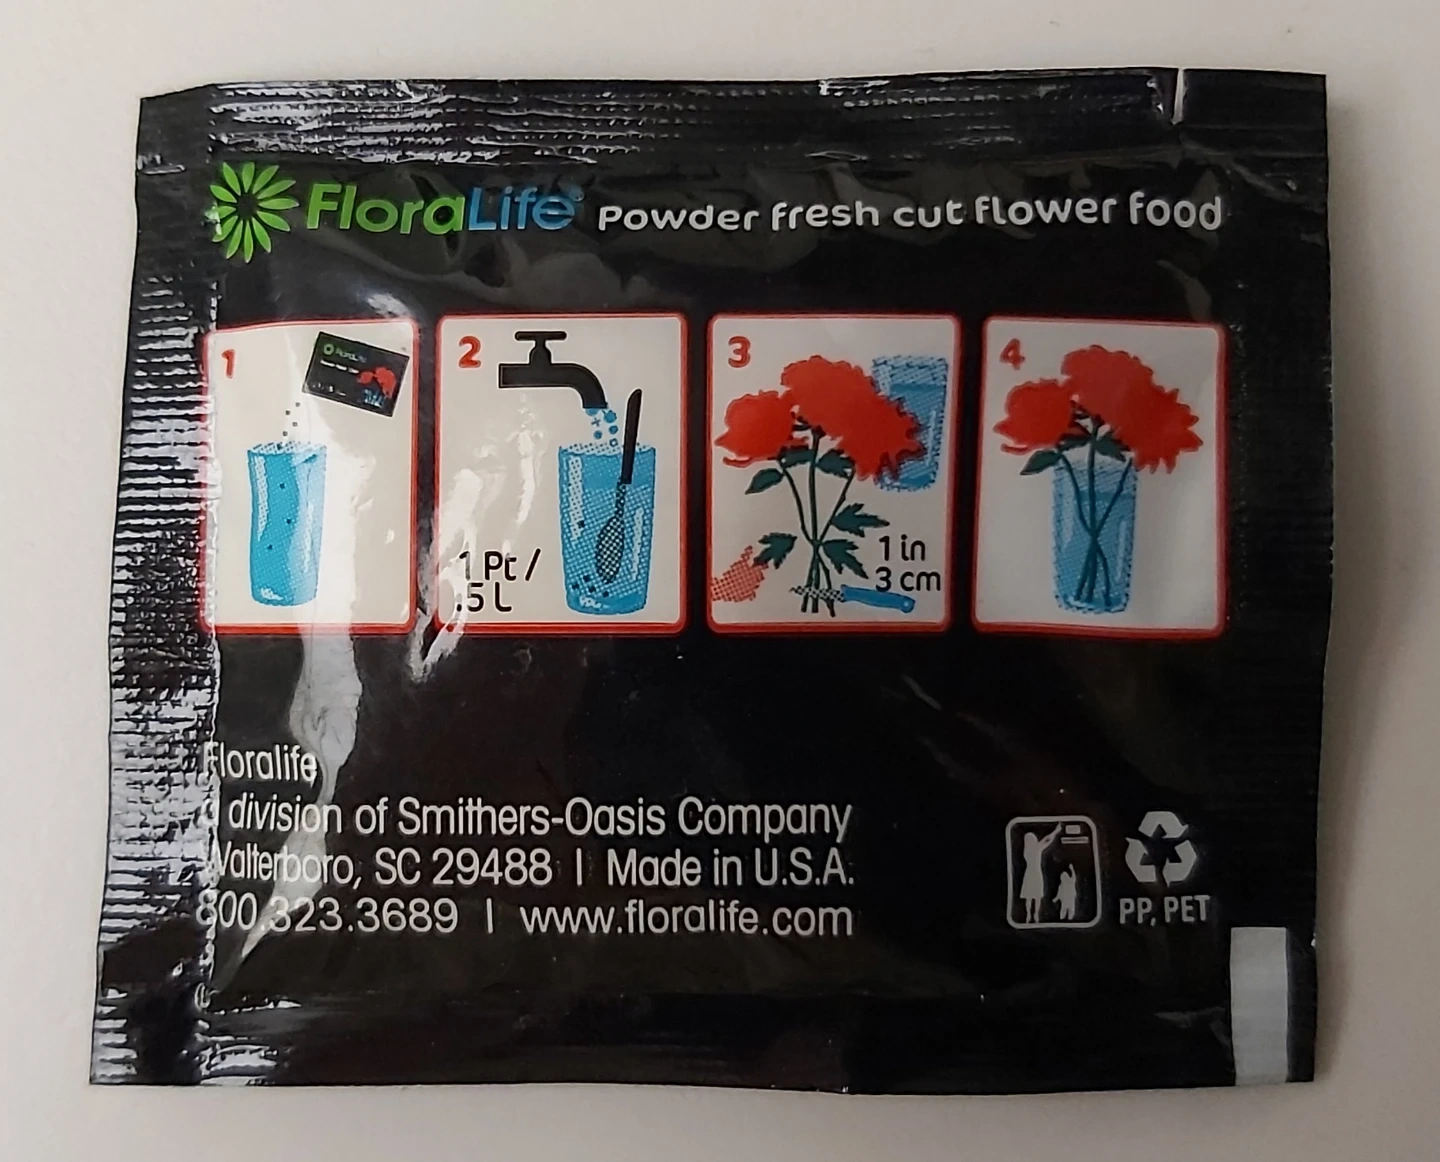 FloraLife® Powder fresh cut flower food
1
2
1 Pt /
.5 L
3
1 in
3 cm
4
Floralife
a division of Smithers-Oasis Company
Walterboro, SC 29488 | Made in U.S.A.
800.323.3689 | www.floralife.com
PP, PET